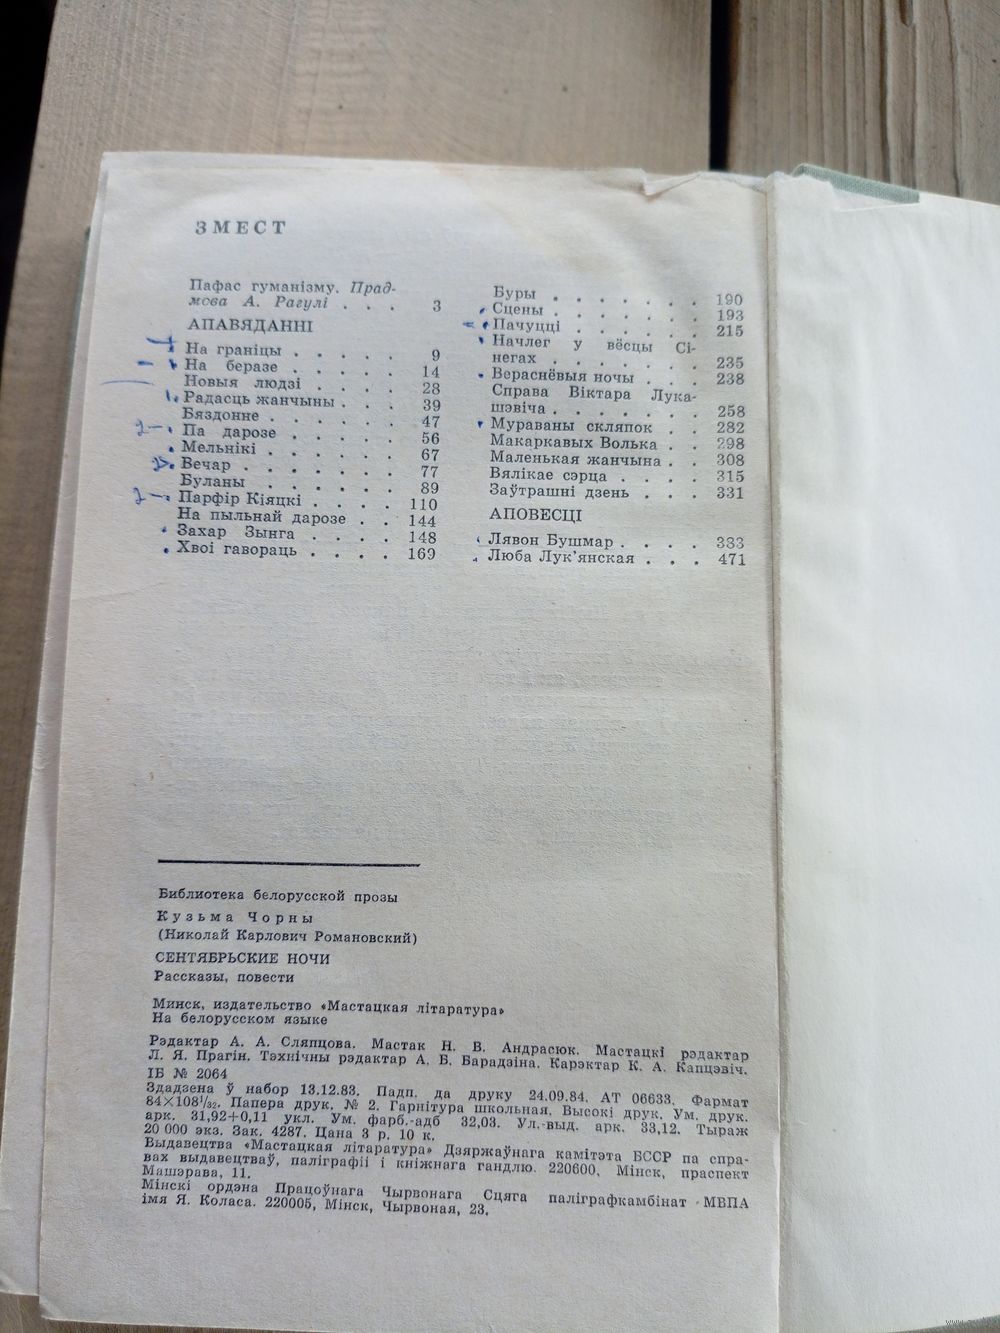 ЗМЕСТ
Пафас гуманізму. Прад-
мова А. Рагулі . . . 3
АПАВЯДАННІ
На граніцы . . . . . 9
На беразе . . . . . . 14
Новыя людзі . . . . 28
Радасць жанчыны . . . 39
Бяздонне . . . . . . 47
Па дарозе . . . . . 56
Мельнікі . . . . . . 67
Вечар . . . . . . . 77
Буланы . . . . . . 89
Парфір Кіяцкі . . . . 110
На пыльнай дарозе . . 144
Захар Зынга . . . . 148
Хвоі гавораць . . . . 169
Буры . . . . . . . 190
Сцены . . . . . . . 193
Пачуцці . . . . . . 215
Начлег у вёсцы Сі-
негах . . . . . . . 235
Вераснёвыя ночы . . . 238
Справа Віктара Лука-
шэвіча . . . . . . . 258
Мураваны скляпок . . 282
Макаркавых Волька . . 298
Маленькая жанчына . . 308
Вялікае сэрца . . . . 315
Заўтрашні дзень . . . 331
АПОВЕСЦІ
Лявон Бушмар . . . . 333
Люба Лук'янская . . . 471
Библиотека белорусской прозы
Кузьма Чорны
(Николай Карлович Романовский)
СЕНТЯБРЬСКИЕ НОЧИ
Рассказы, повести
Минск, издательство «Мастацкая літаратура»
На белорусском языке
Рэдактар А. А. Сляпцова. Мастак Н. В. Андрасюк. Мастацкі рэдактар
Л. Я. Прагін. Тэхнічны рэдактар А. Б. Барадзіна. Карэктар К. А. Капцэвіч.
ІБ № 2064
Здадзена ў набор 13.12.83. Падп. да друку 24.09.84. АТ 06633. Фармат
84×108¹/₃₂. Папера друк. № 2. Гарнітура школьная. Высокі друк. Ум. друк.
арк. 31,92+0,11 укл. Ум. фарб.-адб 32,03. Ул.-выд. арк. 33,12. Тыраж
20 000 экз. Зак. 4287. Цана 3 р. 10 к.
Выдавецтва «Мастацкая літаратура» Дзяржаўнага камітэта БССР па спра-
вах выдавецтваў, паліграфіі і кніжнага гандлю. 220600, Мінск, праспект
Машэрава, 11.
Мінскі ордэна Працоўнага Чырвонага Сцяга паліграфкамбінат МВПА
імя Я. Коласа. 220005, Мінск, Чырвоная, 23.